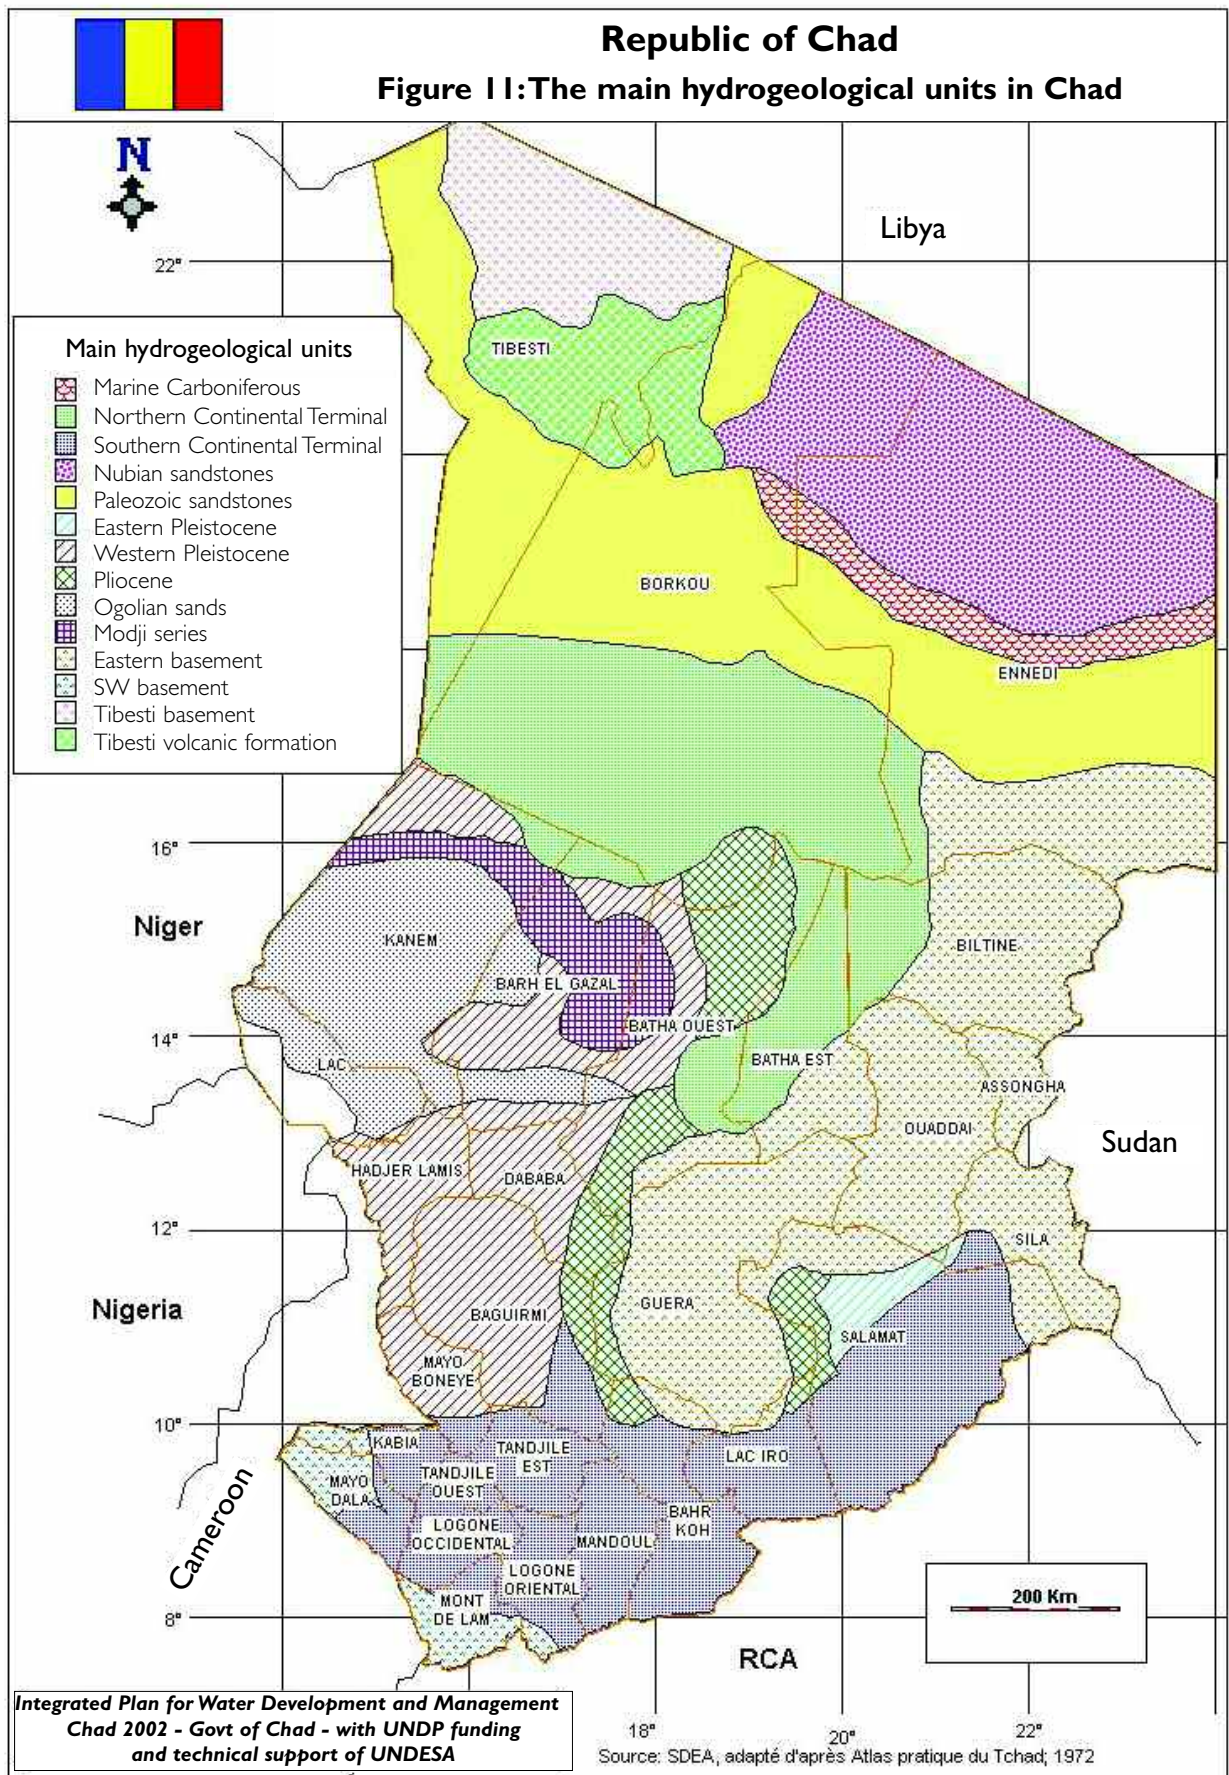 Republic of Chad
Figure 11: The main hydrogeological units in Chad
N
Libya
22°
TIBESTI
Main hydrogeological units
Marine Carboniferous
Northern Continental Terminal
Southern Continental Terminal
Nubian sandstones
Paleozoic sandstones
Eastern Pleistocene
Western Pleistocene
Pliocene
Ogolian sands
Modji series
Eastern basement
SW basement
Tibesti basement
Tibesti volcanic formation
BORKOU
ENNEDI
16°
Niger
KANEM
BILTINE
BARH EL GAZAL
BATHA OUEST
14°
BATHA EST
LAC
ASSONGHA
OUADDAI
Sudan
HADJER LAMIS
DABABA
12°
SILA
Nigeria
GUERA
BAGUIRMI
SALAMAT
MAYO
BONEYE
10°
KABIA
TANDJILE
EST
LAC IRO
TANDJILE
OUEST
MAYO
DALA
BAHR
KOH
Cameroon
LOGONE
OCCIDENTAL
MANDOUL
LOGONE
ORIENTAL
MONT
DE LAM
200 Km
8°
RCA
Integrated Plan for Water Development and Management
Chad 2002 - Govt of Chad - with UNDP funding
and technical support of UNDESA
18°
20°
22°
Source: SDEA, adapté d'après Atlas pratique du Tchad; 1972